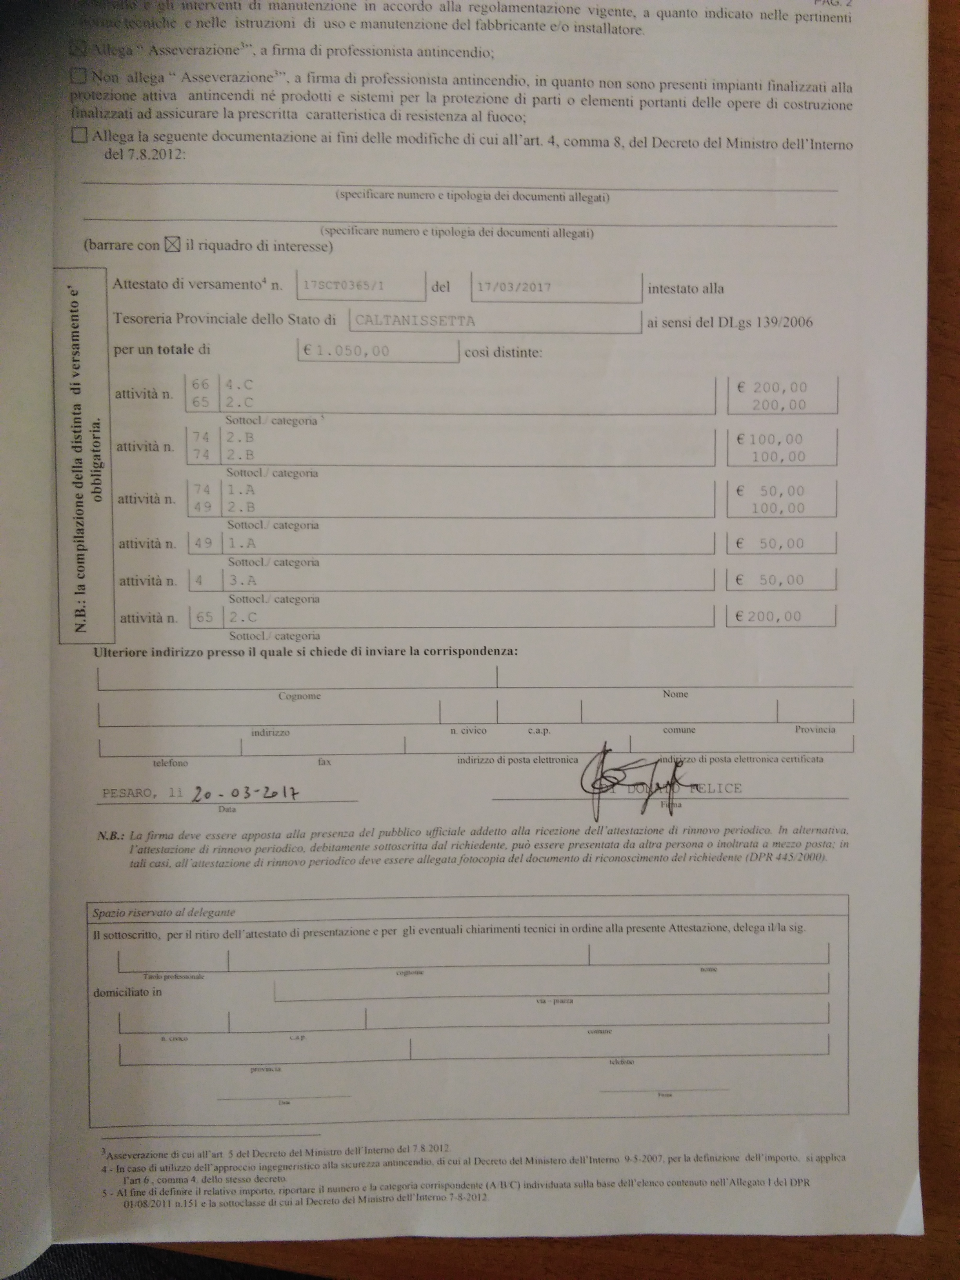 PAG. 2
e gli interventi di manutenzione in accordo alla regolamentazione vigente, a quanto indicato nelle pertinenti
tecniche e nelle istruzioni di uso e manutenzione del fabbricante e/o installatore.
Allega “ Asseverazione³”, a firma di professionista antincendio;
Non allega “ Asseverazione³”, a firma di professionista antincendio, in quanto non sono presenti impianti finalizzati alla
protezione attiva antincendi né prodotti e sistemi per la protezione di parti o elementi portanti delle opere di costruzione
finalizzati ad assicurare la prescritta caratteristica di resistenza al fuoco;
Allega la seguente documentazione ai fini delle modifiche di cui all'art. 4, comma 8, del Decreto del Ministro dell'Interno
del 7.8.2012:
(specificare numero e tipologia dei documenti allegati)
(specificare numero e tipologia dei documenti allegati)
(barrare con ☒ il riquadro di interesse)
N.B.: la compilazione della distinta di versamento e'
obbligatoria.
Attestato di versamento⁴ n. 17SCT0365/1 del 17/03/2017 intestato alla
Tesoreria Provinciale dello Stato di CALTANISSETTA ai sensi del DLgs 139/2006
per un totale di € 1.050,00 così distinte:
attività n. 66 4.C € 200,00
65 2.C 200,00
Sottocl./ categoria ⁵
attività n. 74 2.B € 100,00
74 2.B 100,00
Sottocl./ categoria
attività n. 74 1.A € 50,00
49 2.B 100,00
Sottocl./ categoria
attività n. 49 1.A € 50,00
Sottocl./ categoria
attività n. 4 3.A € 50,00
Sottocl./ categoria
attività n. 65 2.C € 200,00
Sottocl./ categoria
Ulteriore indirizzo presso il quale si chiede di inviare la corrispondenza:
Cognome Nome
indirizzo n. civico c.a.p. comune Provincia
telefono fax indirizzo di posta elettronica indirizzo di posta elettronica certificata
PESARO, li 20-03-2017 DI DONATO FELICE
Data Firma
N.B.: La firma deve essere apposta alla presenza del pubblico ufficiale addetto alla ricezione dell'attestazione di rinnovo periodico. In alternativa,
l'attestazione di rinnovo periodico, debitamente sottoscritta dal richiedente, può essere presentata da altra persona o inoltrata a mezzo posta; in
tali casi, all'attestazione di rinnovo periodico deve essere allegata fotocopia del documento di riconoscimento del richiedente (DPR 445/2000).
Spazio riservato al delegante
Il sottoscritto, per il ritiro dell'attestato di presentazione e per gli eventuali chiarimenti tecnici in ordine alla presente Attestazione, delega il/la sig.
Titolo professionale cognome nome
domiciliato in
via - piazza
n. civico c.a.p. comune
provincia telefono
Data Firma
³Asseverazione di cui all'art. 5 del Decreto del Ministro dell'Interno del 7.8.2012.
4 - In caso di utilizzo dell'approccio ingegneristico alla sicurezza antincendio, di cui al Decreto del Ministero dell'Interno 9-5-2007, per la definizione dell'importo, si applica
l'art 6 , comma 4, dello stesso decreto
5 - Al fine di definire il relativo importo, riportare il numero e la categoria corrispondente (A/B/C) individuata sulla base dell'elenco contenuto nell'Allegato I del DPR
01/08/2011 n.151 e la sottoclasse di cui al Decreto del Ministro dell'Interno 7-8-2012